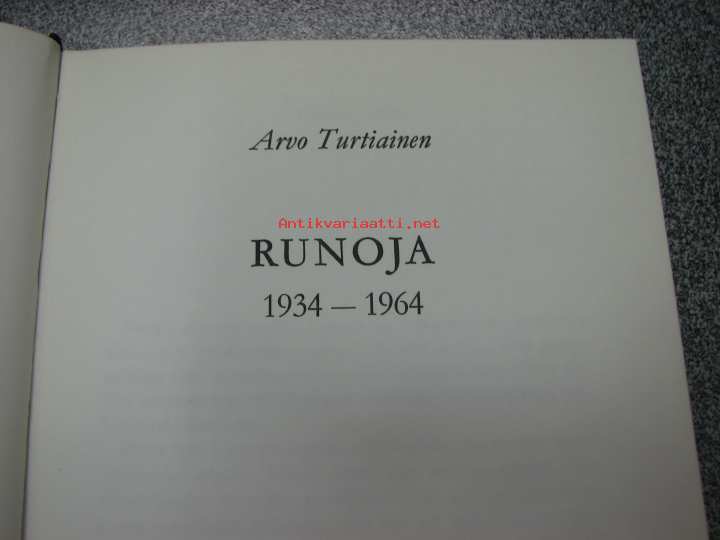 Arvo Turtiainen
Antikvariaatti.net
RUNOJA
1934 — 1964